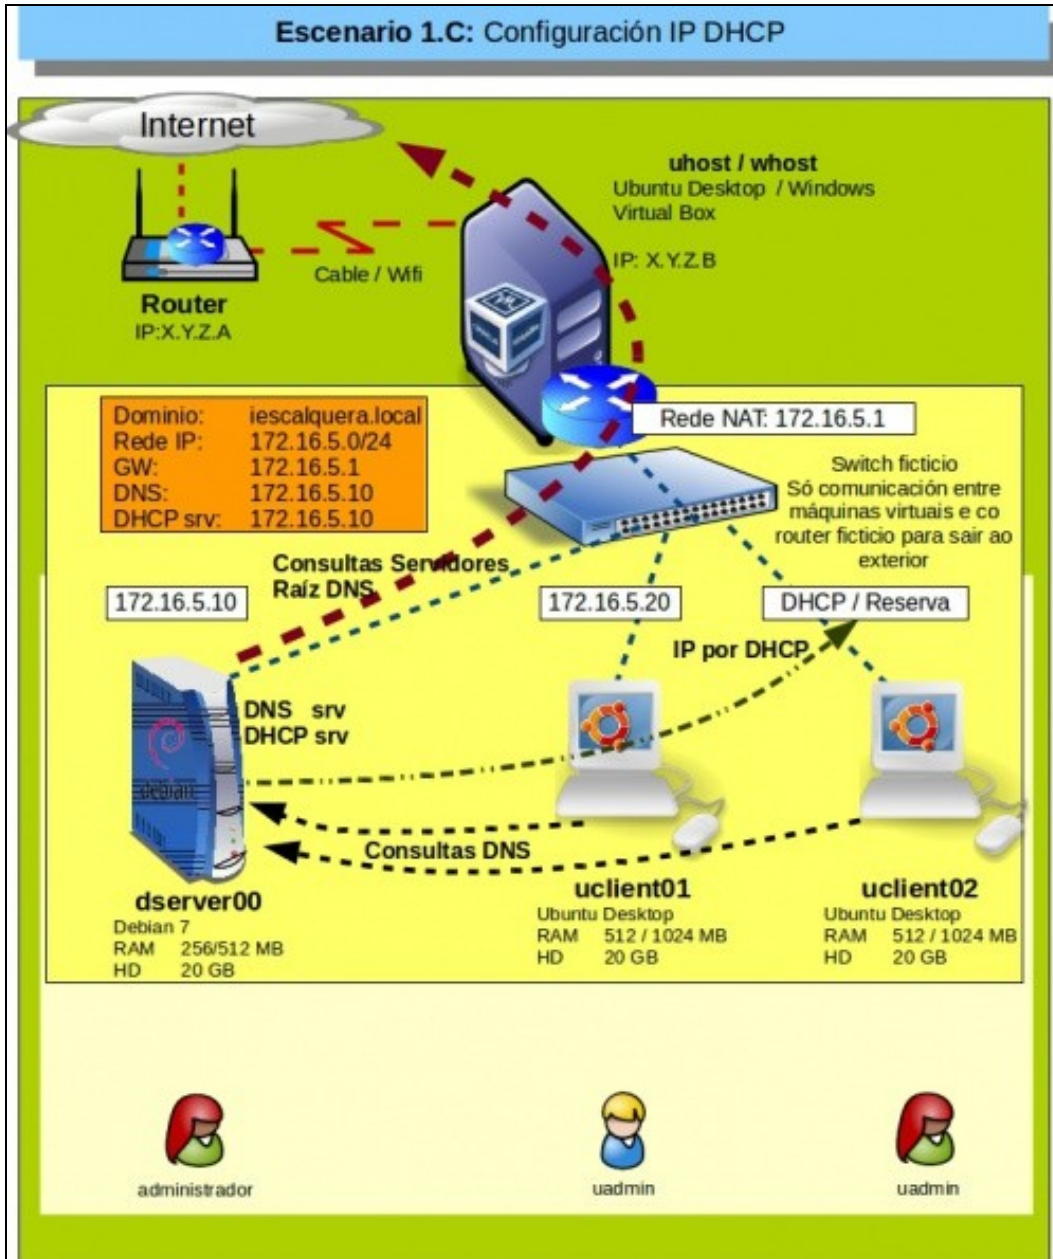 Escenario 1.C: Configuración IP DHCP
Internet
uhost / whost
Ubuntu Desktop / Windows
Virtual Box
IP: X.Y.Z.B
Cable / Wifi
Router
IP:X.Y.Z.A
Dominio: iescalquera.local
Rede IP: 172.16.5.0/24
GW: 172.16.5.1
DNS: 172.16.5.10
DHCP srv: 172.16.5.10
Rede NAT: 172.16.5.1
Switch ficticio
Só comunicación entre
máquinas virtuais e co
router ficticio para sair ao
exterior
Consultas Servidores
Raíz DNS
172.16.5.10
172.16.5.20
DHCP / Reserva
IP por DHCP
DNS srv
DHCP srv
debian
Consultas DNS
dserver00
Debian 7
RAM 256/512 MB
HD 20 GB
uclient01
Ubuntu Desktop
RAM 512 / 1024 MB
HD 20 GB
uclient02
Ubuntu Desktop
RAM 512 / 1024 MB
HD 20 GB
administrador
uadmin
uadmin